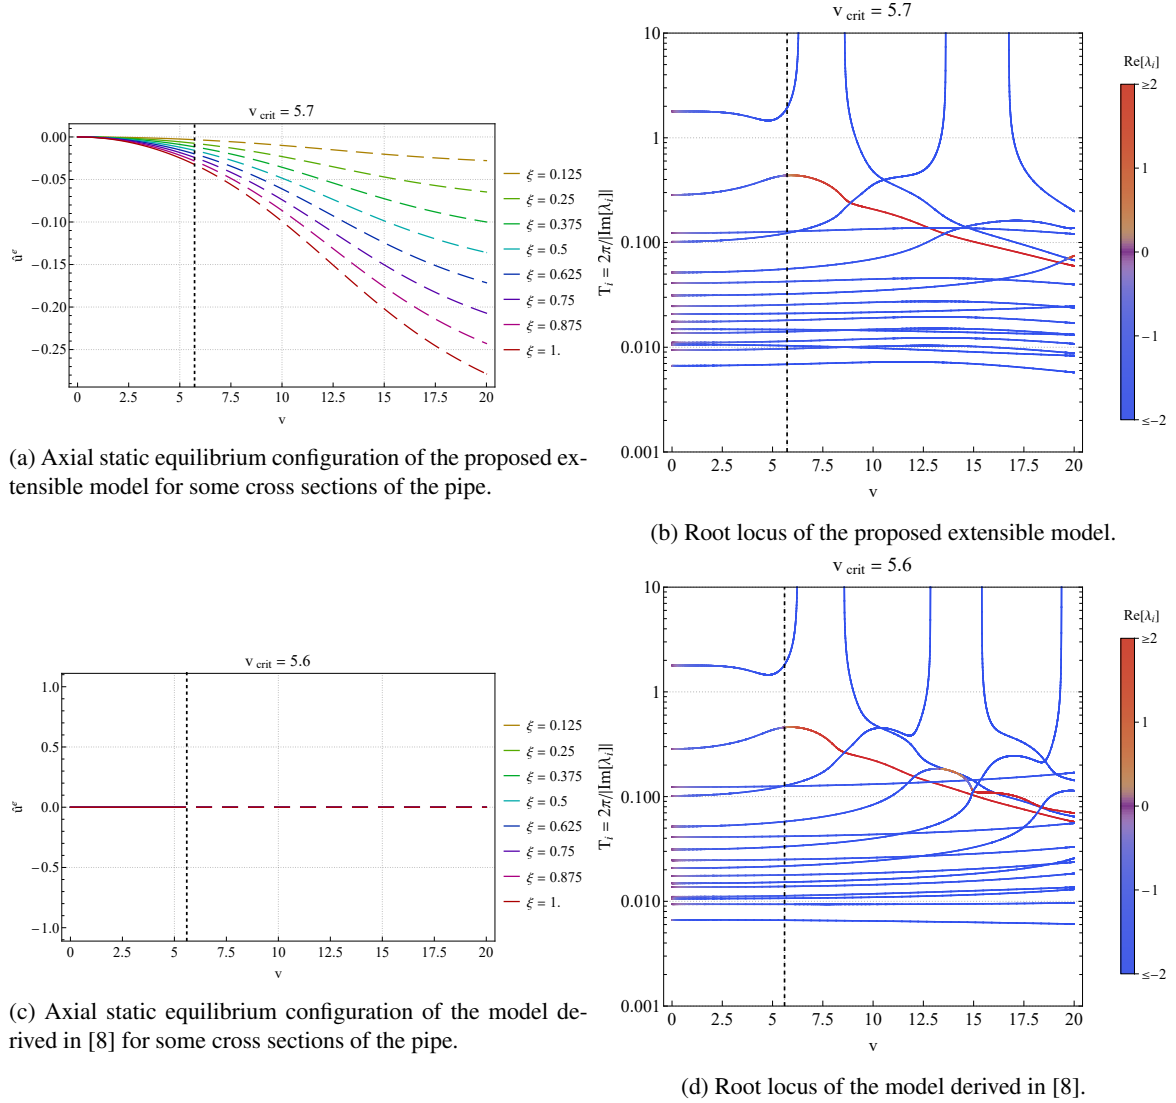 v crit = 5.7
0.00
−0.05
−0.10
−0.15
−0.20
−0.25
û^e
0 2.5 5 7.5 10 12.5 15 17.5 20
v
ξ = 0.125
ξ = 0.25
ξ = 0.375
ξ = 0.5
ξ = 0.625
ξ = 0.75
ξ = 0.875
ξ = 1.
(a) Axial static equilibrium configuration of the proposed ex-
tensible model for some cross sections of the pipe.
v crit = 5.7
10
1
0.100
0.010
0.001
T_i = 2π/|Im[λ_i]|
0 2.5 5 7.5 10 12.5 15 17.5 20
v
Re[λ_i]
≥2
1
0
−1
≤−2
(b) Root locus of the proposed extensible model.
v crit = 5.6
1.0
0.5
0.0
−0.5
−1.0
û^e
0 2.5 5 7.5 10 12.5 15 17.5 20
v
ξ = 0.125
ξ = 0.25
ξ = 0.375
ξ = 0.5
ξ = 0.625
ξ = 0.75
ξ = 0.875
ξ = 1.
(c) Axial static equilibrium configuration of the model de-
rived in [8] for some cross sections of the pipe.
v crit = 5.6
10
1
0.100
0.010
0.001
T_i = 2π/|Im[λ_i]|
0 2.5 5 7.5 10 12.5 15 17.5 20
v
Re[λ_i]
≥2
1
0
−1
≤−2
(d) Root locus of the model derived in [8].